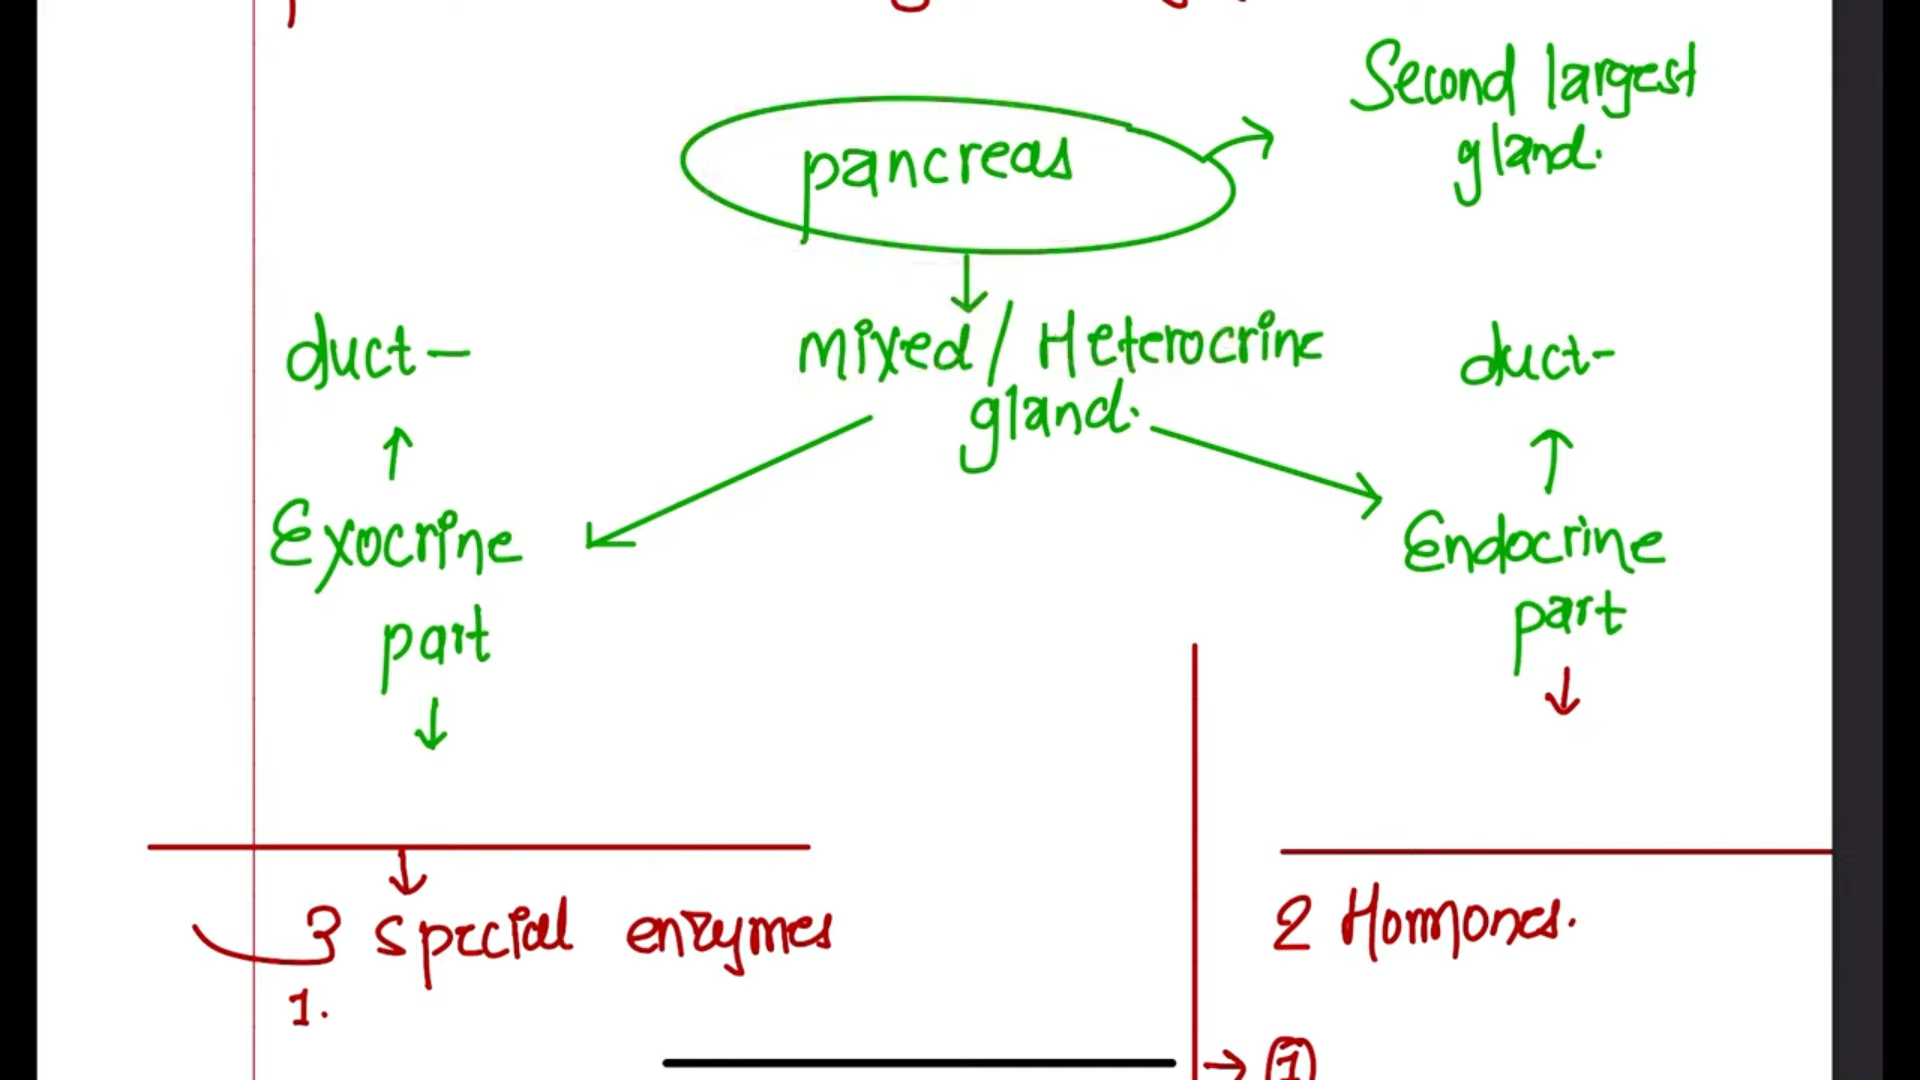 Second largest
gland.
pancreas
mixed / Heterocrine
gland.
duct –
duct-
Exocrine
part
Endocrine
part
3 special enzymes
1.
2 Hormones.
1